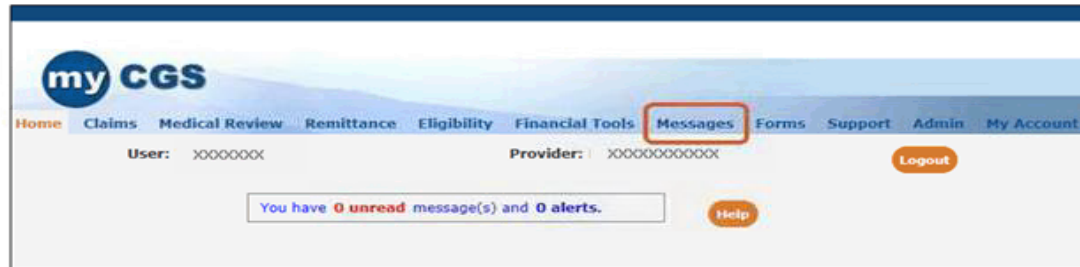 my CGS
Home Claims Medical Review Remittance Eligibility Financial Tools Messages Forms Support Admin My Account
User: XXXXXXX Provider: XXXXXXXXXXXX Logout
You have 0 unread message(s) and 0 alerts. Help